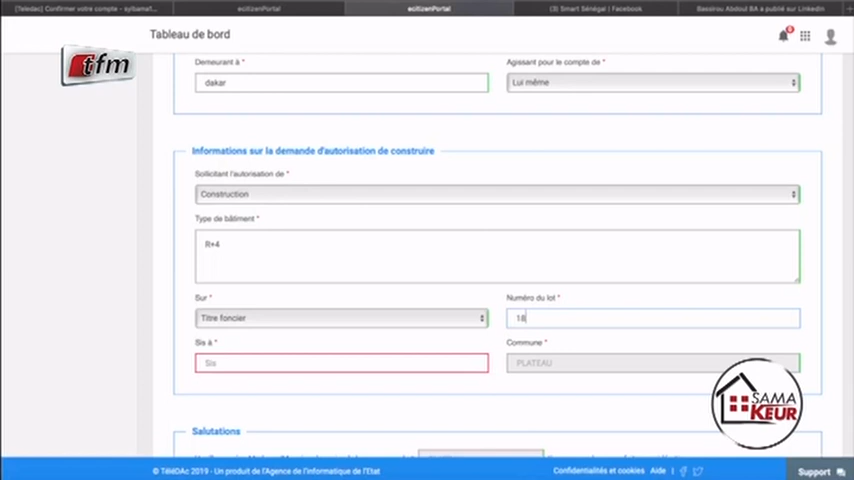 [Teledac] Confirmer votre compte - sylbama1... ecitizenPortal ecitizenPortal (3) Smart Sénégal | Facebook Bassirou Abdoul BA a publié sur LinkedIn
Tableau de bord
tfm
Demeurant à * Agissant pour le compte de *
dakar Lui même
Informations sur la demande d'autorisation de construire
Sollicitant l'autorisation de *
Construction
Type de bâtiment *
R+4
Sur * Numéro du lot *
Titre foncier 18
Sis à * Commune *
Sis PLATEAU
SAMA
KEUR
Salutations
© TéléDAc 2019 - Un produit de l'Agence de l'informatique de l'Etat Confidentialités et cookies Aide Support